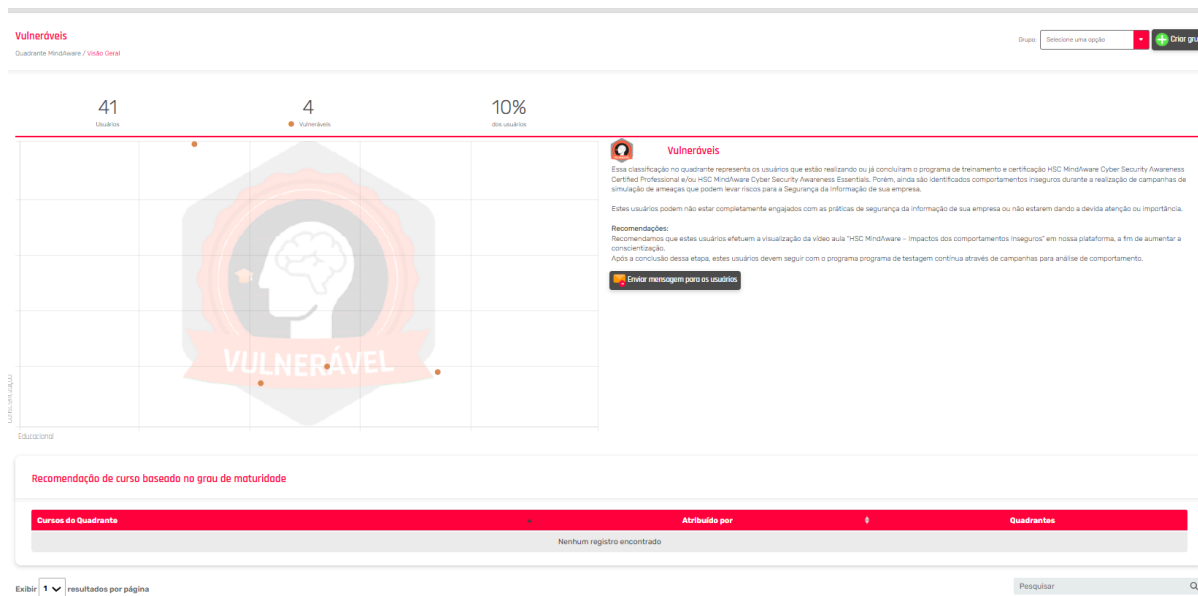 Vulneráveis
Quadrante MindAware / Visão Geral
Grupo: Selecione uma opção
Criar gru
41
Usuários
4
Vulneráveis
10%
dos usuários
VULNERÁVEL
Educacional
Vulneráveis
Essa classificação no quadrante representa os usuários que estão realizando ou já concluíram o programa de treinamento e certificação HSC MindAware Cyber Security Awareness
Certified Professional e/ou HSC MindAware Cyber Security Awareness Essentials. Porém, ainda são identificados comportamentos inseguros durante a realização de campanhas de
simulação de ameaças que podem levar riscos para a Segurança da Informação de sua empresa.
Estes usuários podem não estar completamente engajados com as práticas de segurança da informação de sua empresa ou não estarem dando a devida atenção ou importância.
Recomendações:
Recomendamos que estes usuários efetuem a visualização da vídeo aula "HSC MindAware – Impactos dos comportamentos inseguros" em nossa plataforma, a fim de aumentar a
conscientização.
Após a conclusão dessa etapa, estes usuários devem seguir com o programa programa de testagem contínua através de campanhas para análise de comportamento.
Enviar mensagem para os usuários
Recomendação de curso baseado no grau de maturidade
Cursos do Quadrante
Atribuído por
Quadrantes
Nenhum registro encontrado
Exibir 1 resultados por página
Pesquisar